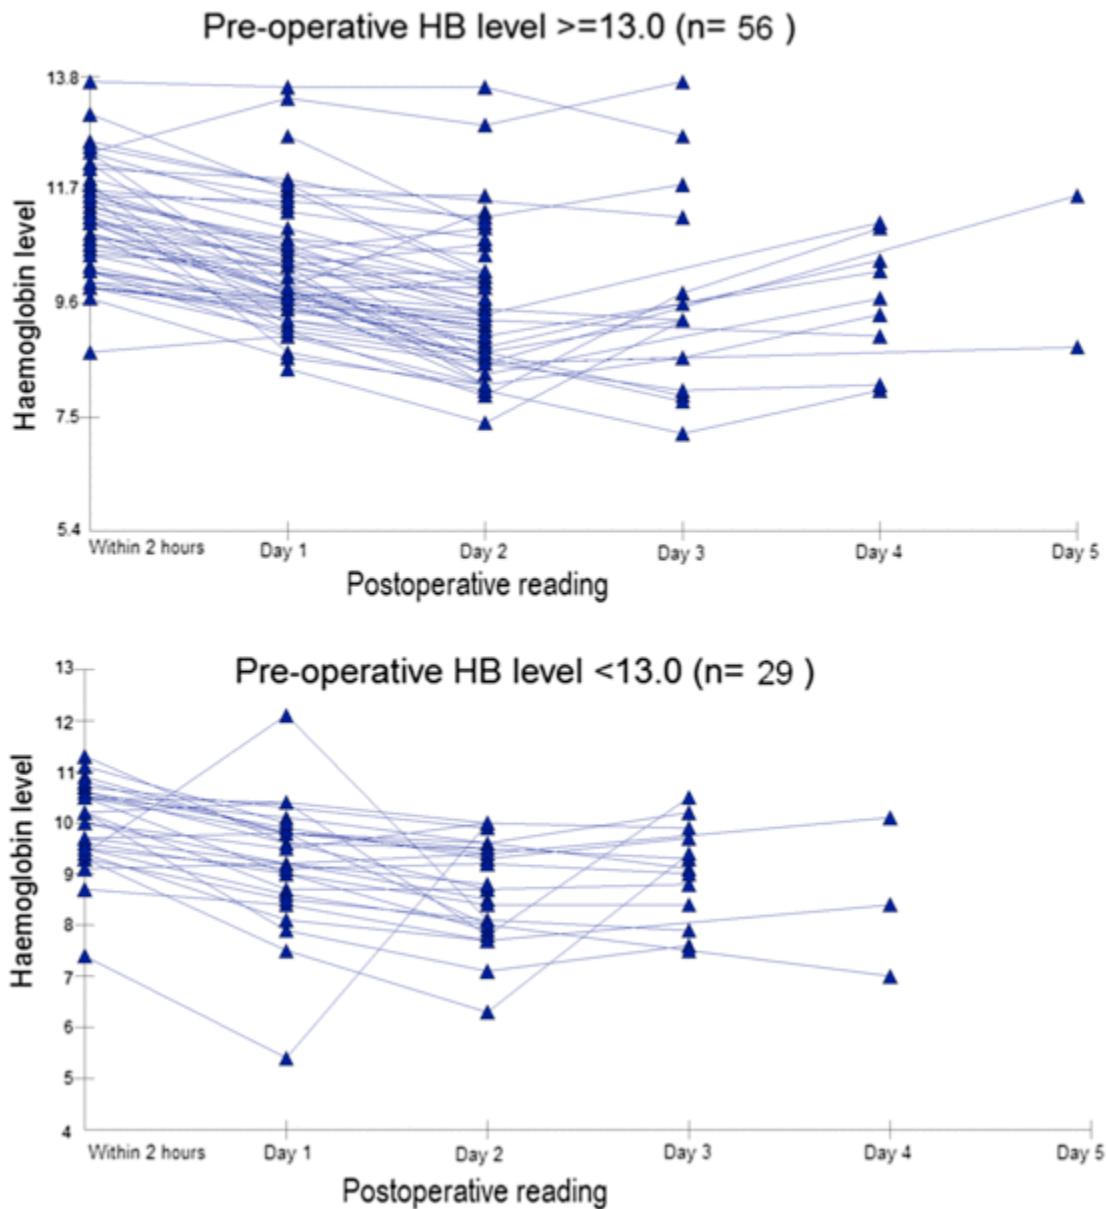 Pre-operative HB level >=13.0 (n= 56 )
13.8
11.7
9.6
7.5
5.4
Haemoglobin level
Within 2 hours Day 1 Day 2 Day 3 Day 4 Day 5
Postoperative reading
Pre-operative HB level <13.0 (n= 29 )
13
12
11
10
9
8
7
6
5
4
Haemoglobin level
Within 2 hours Day 1 Day 2 Day 3 Day 4 Day 5
Postoperative reading